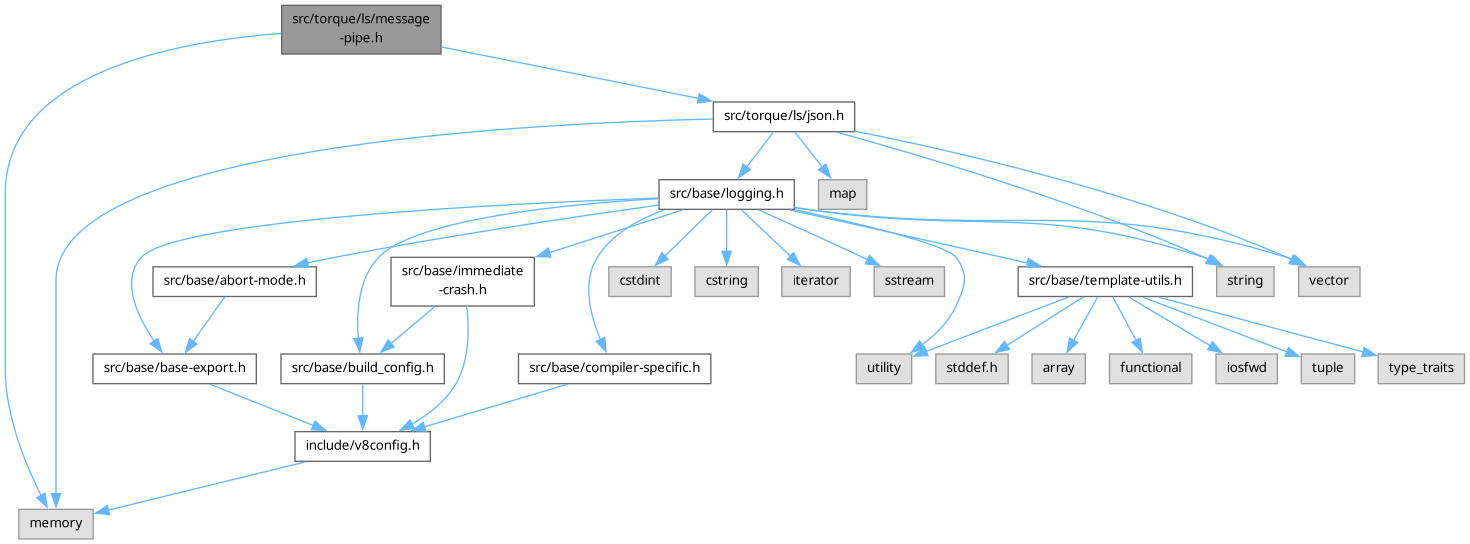 src/torque/ls/message
-pipe.h
src/torque/ls/json.h
src/base/logging.h
map
src/base/abort-mode.h
src/base/immediate
-crash.h
cstdint
cstring
iterator
sstream
src/base/template-utils.h
string
vector
src/base/base-export.h
src/base/build_config.h
src/base/compiler-specific.h
utility
stddef.h
array
functional
iosfwd
tuple
type_traits
include/v8config.h
memory